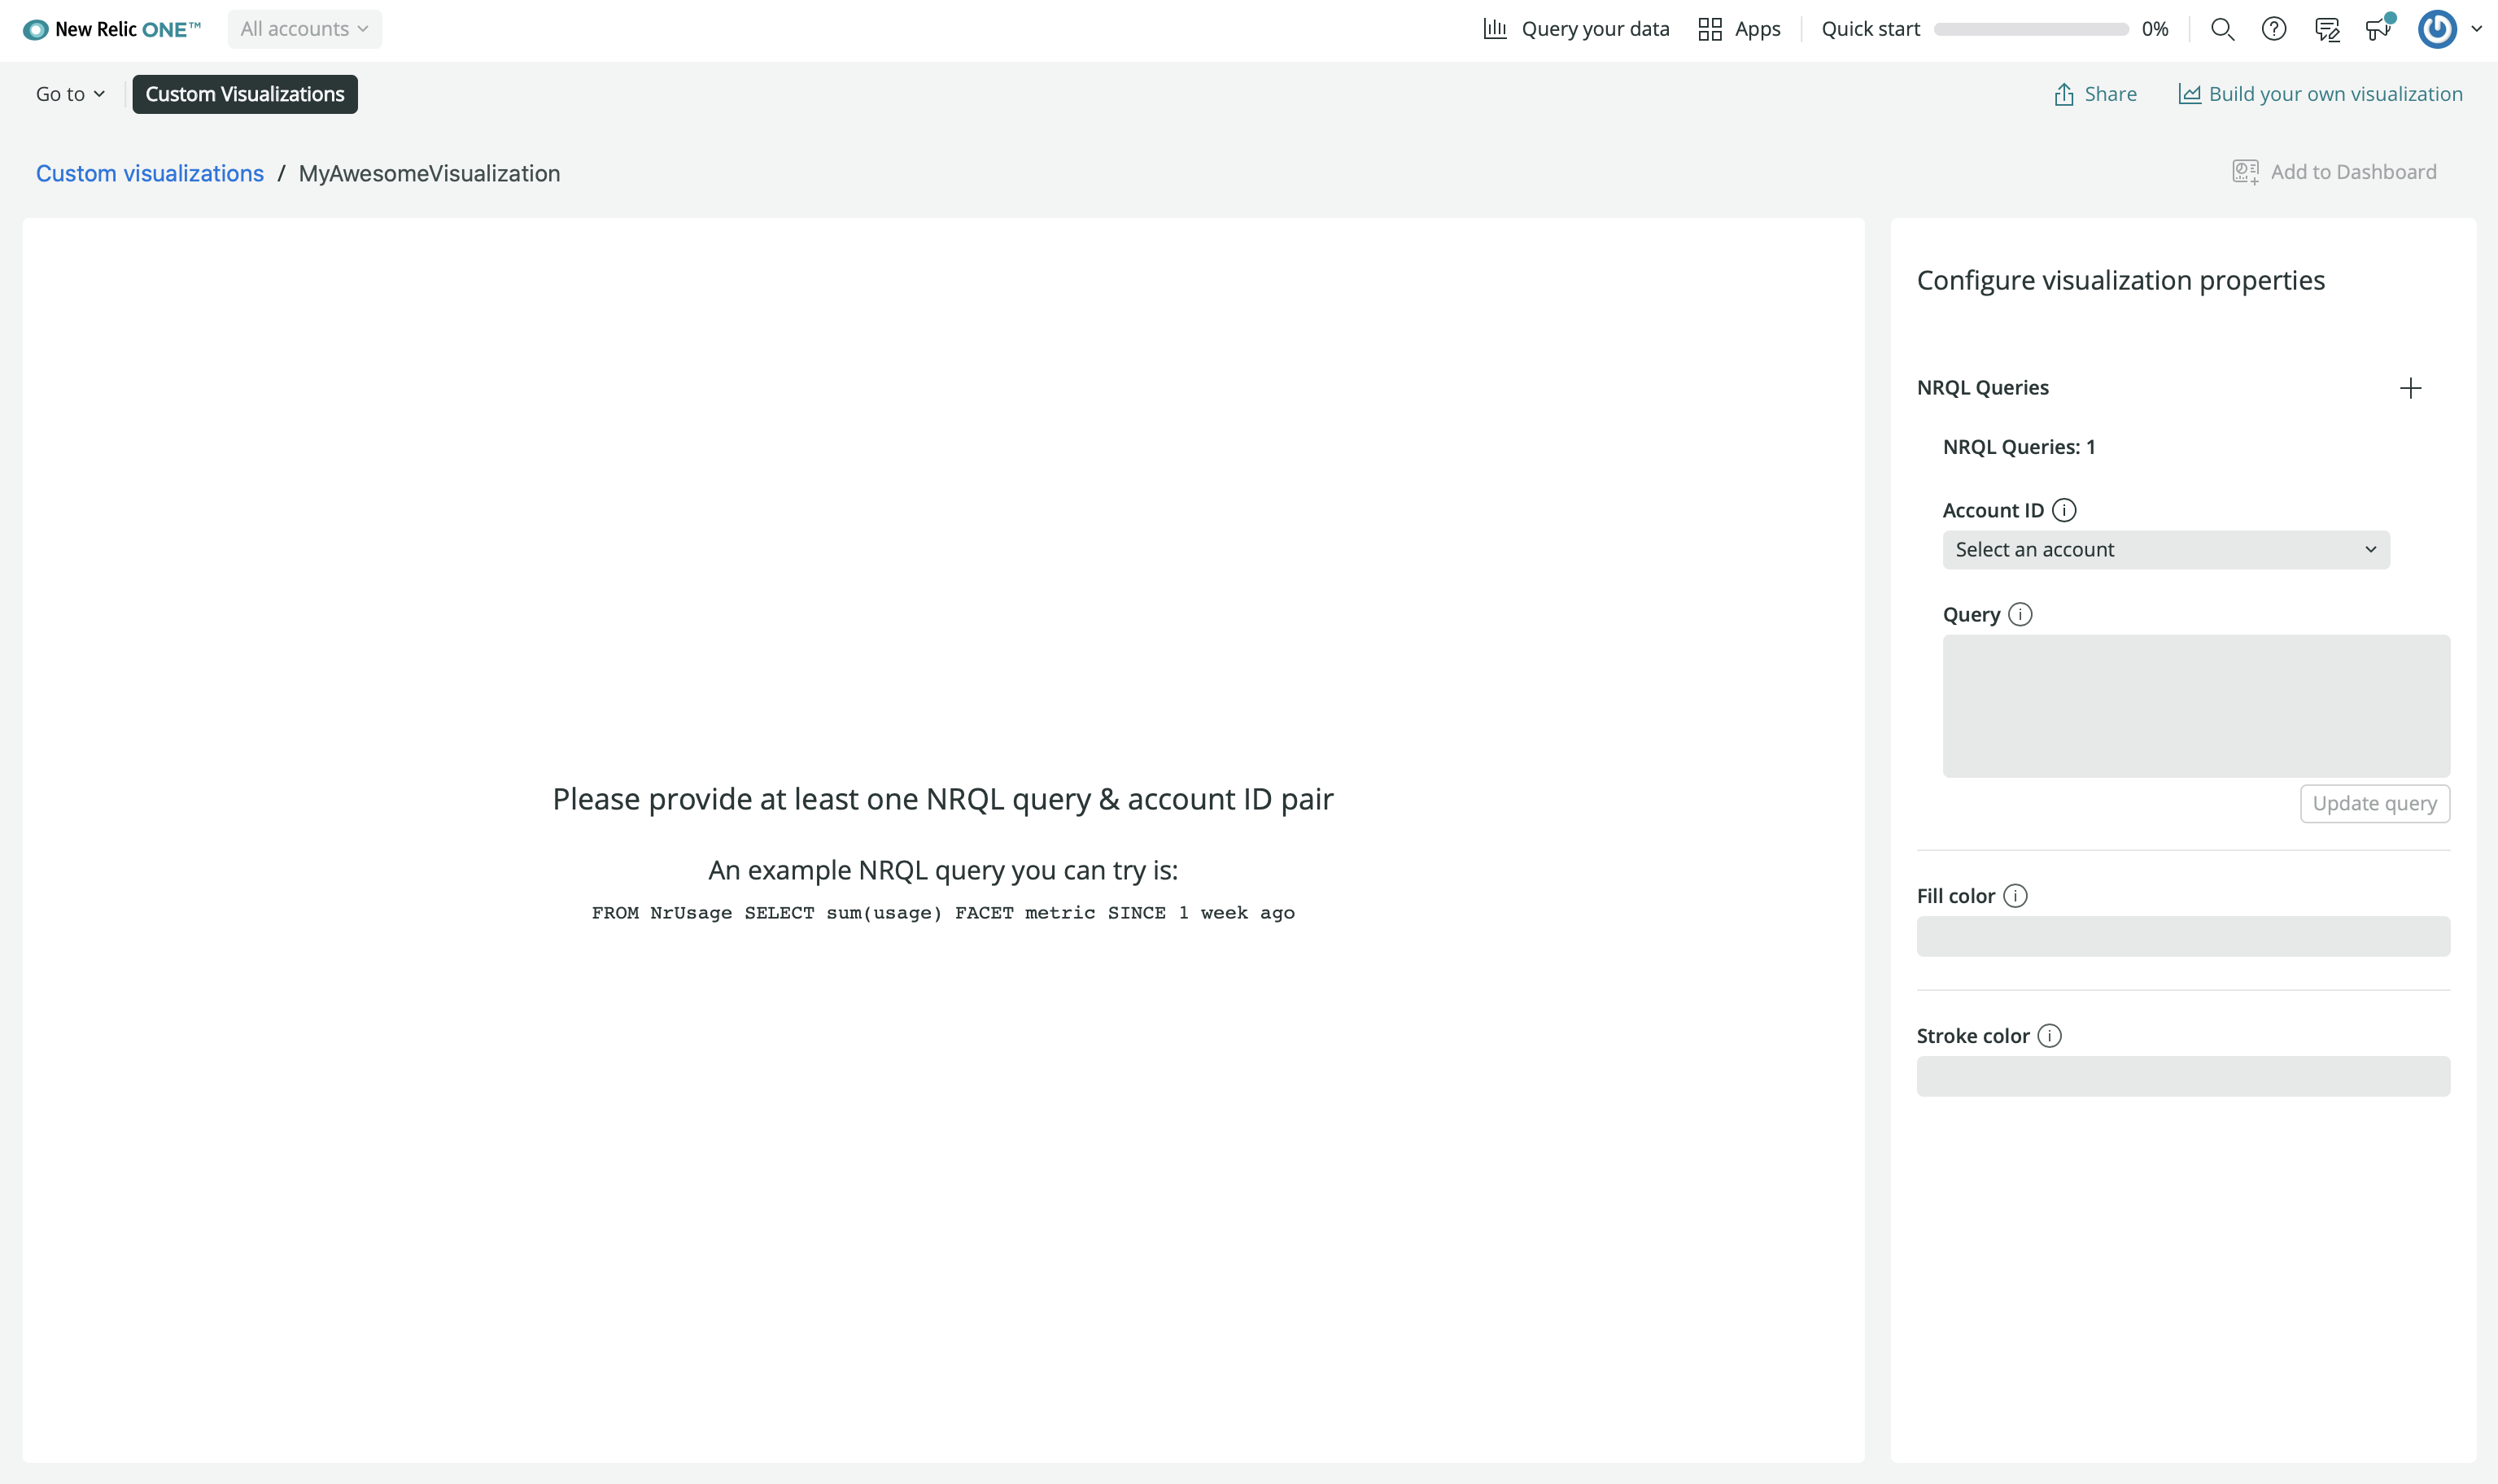 New Relic ONE™ All accounts Query your data Apps Quick start 0%
Go to Custom Visualizations Share Build your own visualization
Custom visualizations / MyAwesomeVisualization Add to Dashboard
Please provide at least one NRQL query & account ID pair
An example NRQL query you can try is:
FROM NrUsage SELECT sum(usage) FACET metric SINCE 1 week ago
Configure visualization properties
NRQL Queries
NRQL Queries: 1
Account ID
Select an account
Query
Update query
Fill color
Stroke color